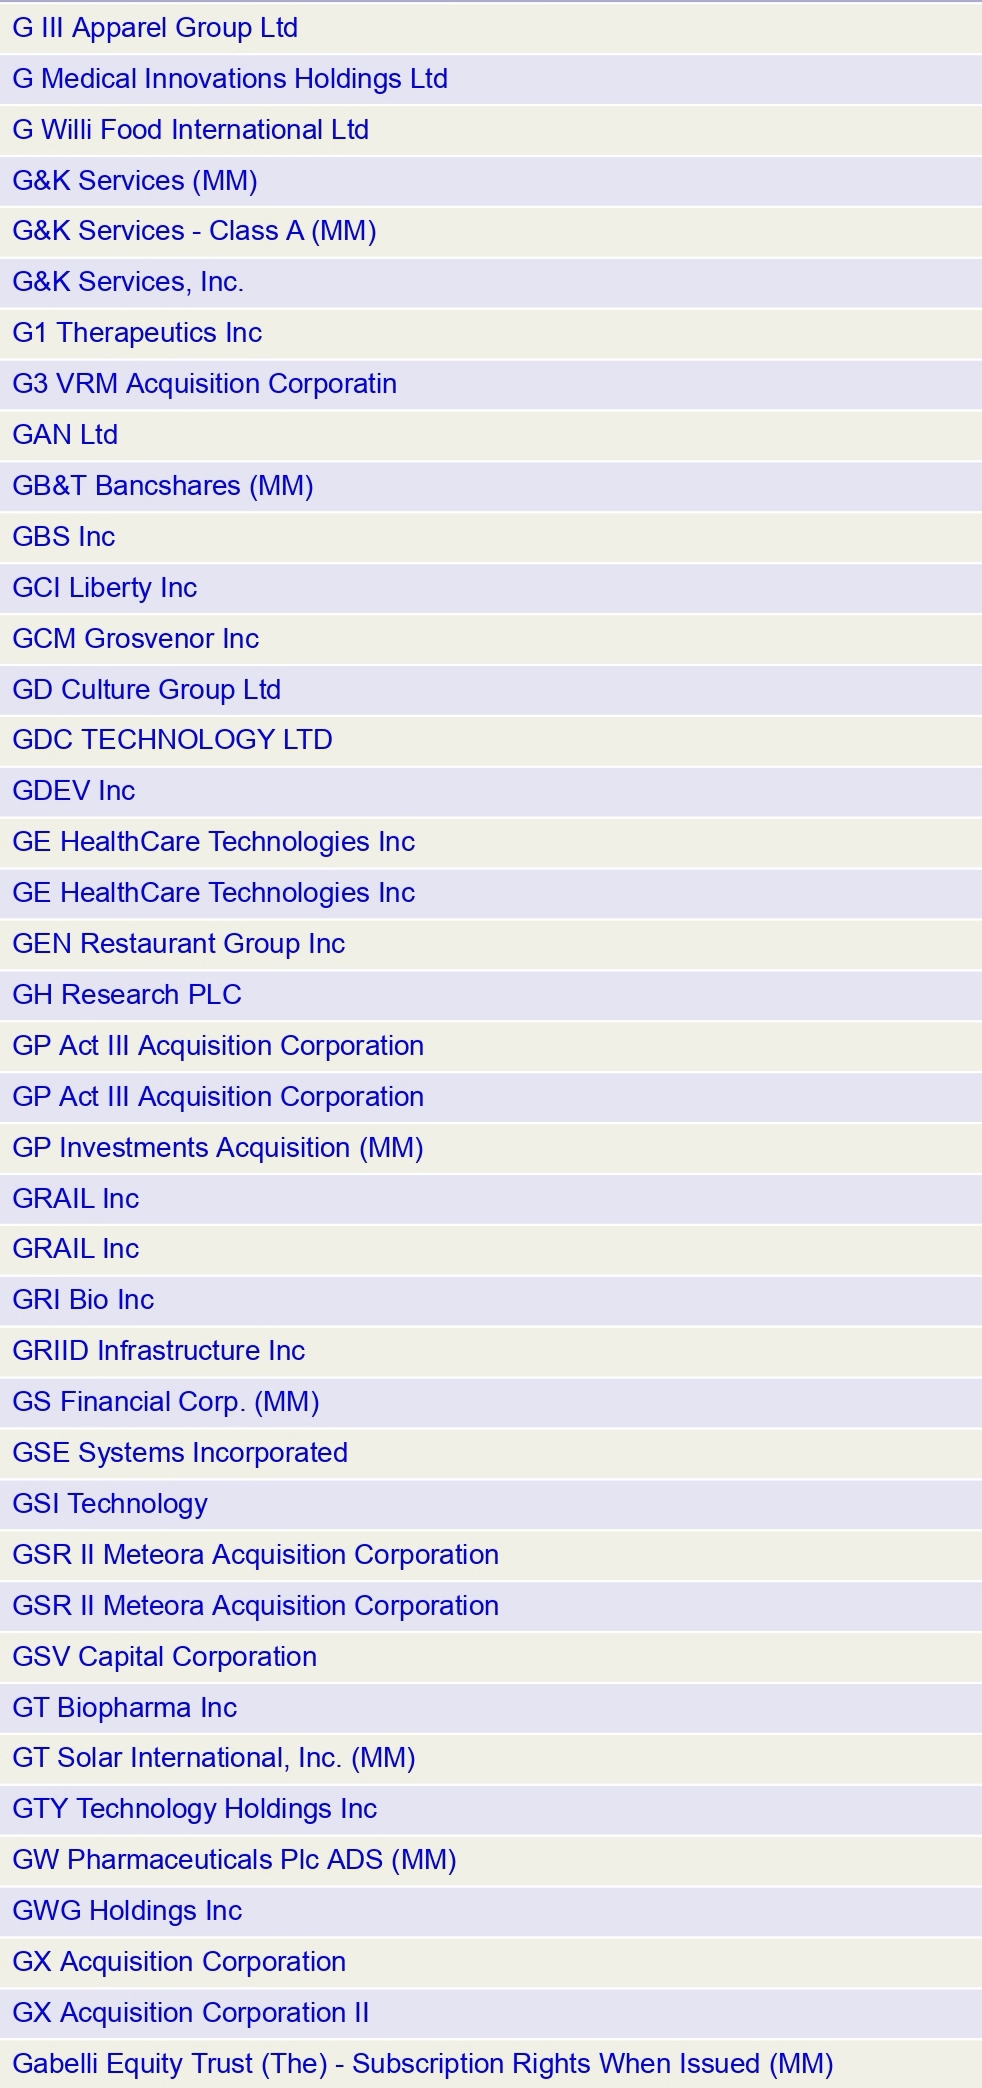 G III Apparel Group Ltd
G Medical Innovations Holdings Ltd
G Willi Food International Ltd
G&K Services (MM)
G&K Services - Class A (MM)
G&K Services, Inc.
G1 Therapeutics Inc
G3 VRM Acquisition Corporatin
GAN Ltd
GB&T Bancshares (MM)
GBS Inc
GCI Liberty Inc
GCM Grosvenor Inc
GD Culture Group Ltd
GDC TECHNOLOGY LTD
GDEV Inc
GE HealthCare Technologies Inc
GE HealthCare Technologies Inc
GEN Restaurant Group Inc
GH Research PLC
GP Act III Acquisition Corporation
GP Act III Acquisition Corporation
GP Investments Acquisition (MM)
GRAIL Inc
GRAIL Inc
GRI Bio Inc
GRIID Infrastructure Inc
GS Financial Corp. (MM)
GSE Systems Incorporated
GSI Technology
GSR II Meteora Acquisition Corporation
GSR II Meteora Acquisition Corporation
GSV Capital Corporation
GT Biopharma Inc
GT Solar International, Inc. (MM)
GTY Technology Holdings Inc
GW Pharmaceuticals Plc ADS (MM)
GWG Holdings Inc
GX Acquisition Corporation
GX Acquisition Corporation II
Gabelli Equity Trust (The) - Subscription Rights When Issued (MM)